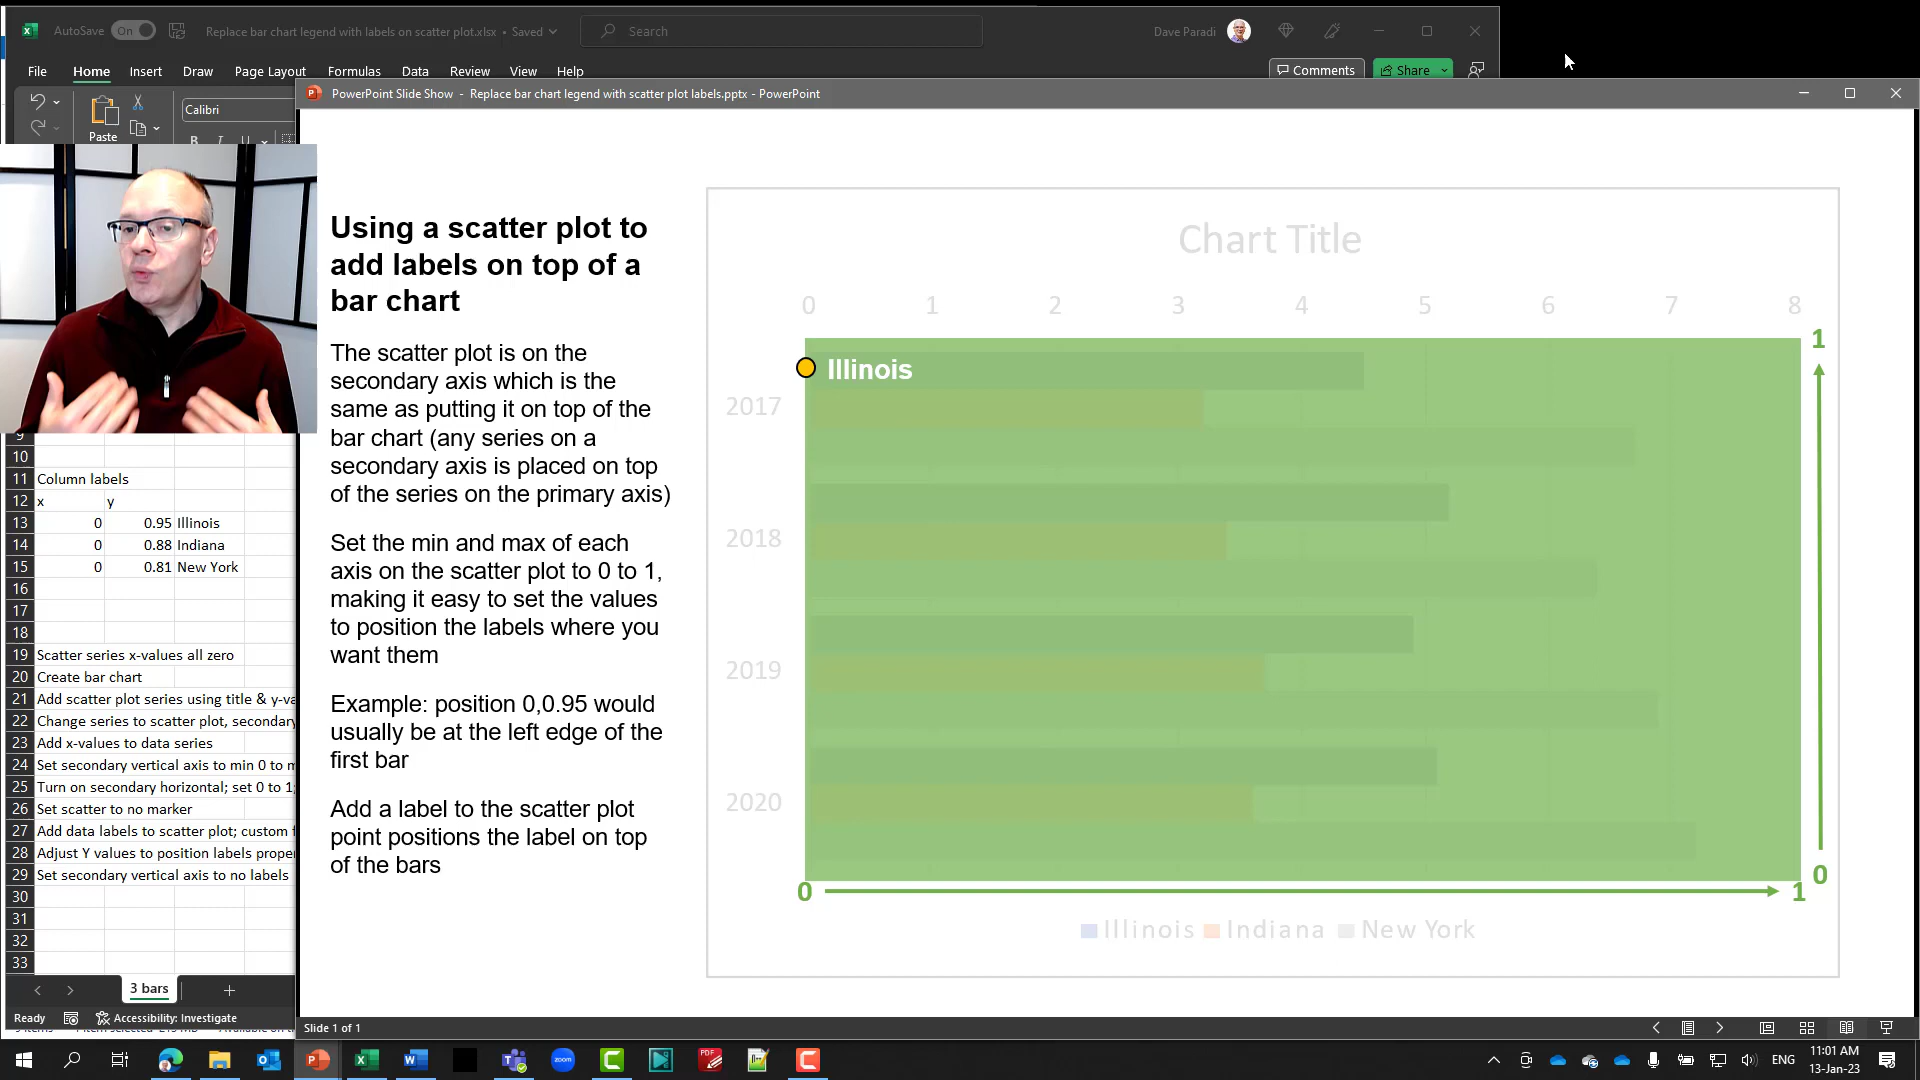 AutoSave On Replace bar chart legend with labels on scatter plot.xlsx • Saved Search Dave Paradi
File Home Insert Draw Page Layout Formulas Data Review View Help Comments Share
Paste
Calibri
B I U
PowerPoint Slide Show - Replace bar chart legend with scatter plot labels.pptx - PowerPoint
Using a scatter plot to
add labels on top of a
bar chart
The scatter plot is on the
secondary axis which is the
same as putting it on top of the
bar chart (any series on a
secondary axis is placed on top
of the series on the primary axis)
Set the min and max of each
axis on the scatter plot to 0 to 1,
making it easy to set the values
to position the labels where you
want them
Example: position 0,0.95 would
usually be at the left edge of the
first bar
Add a label to the scatter plot
point positions the label on top
of the bars
Chart Title
0 1 2 3 4 5 6 7 8
1
Illinois
2017
2018
2019
2020
0
0 1
Illinois Indiana New York
9
10
11 Column labels
12 x y
13 0 0.95 Illinois
14 0 0.88 Indiana
15 0 0.81 New York
16
17
18
19 Scatter series x-values all zero
20 Create bar chart
21 Add scatter plot series using title & y-va
22 Change series to scatter plot, secondary
23 Add x-values to data series
24 Set secondary vertical axis to min 0 to m
25 Turn on secondary horizontal; set 0 to 1;
26 Set scatter to no marker
27 Add data labels to scatter plot; custom f
28 Adjust Y values to position labels proper
29 Set secondary vertical axis to no labels
30
31
32
33
3 bars
Ready Accessibility: Investigate
Slide 1 of 1
zoom
PDF
ENG
11:01 AM
13-Jan-23